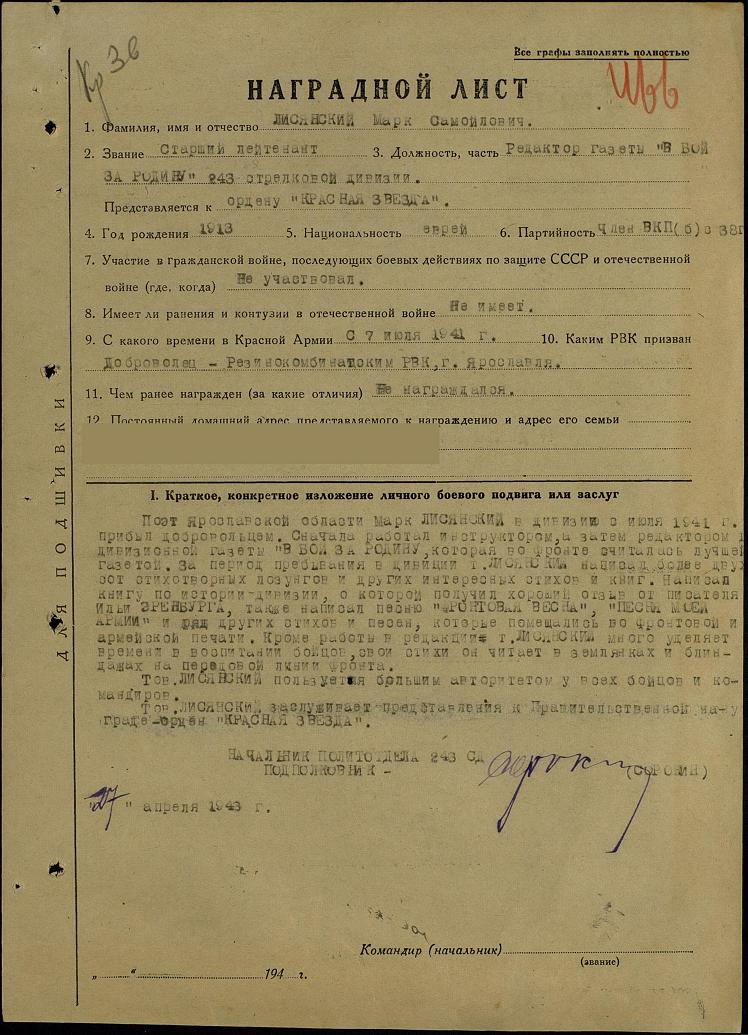 Кр Зв
Все графы заполнять полностью
НАГРАДНОЙ ЛИСТ
1. Фамилия, имя и отчество ЛИСЯНСКИЙ Марк Самойлович.
2. Звание Старший лейтенант 3. Должность, часть Редактор газеты "В БОЙ
ЗА РОДИНУ" 243 стрелковой дивизии.
Представляется к ордену "КРАСНАЯ ЗВЕЗДА".
4. Год рождения 1913 5. Национальность еврей 6. Партийность Член ВКП(б)с 38г
7. Участие в гражданской войне, последующих боевых действиях по защите СССР и отечественной
войне (где, когда) Не участвовал.
8. Имеет ли ранения и контузии в отечественной войне Не имеет.
9. С какого времени в Красной Армии С 7 июля 1941 г. 10. Каким РВК призван
Доброволец - Резинокомбинатским РВК,г. Ярославля.
11. Чем ранее награжден (за какие отличия) Не награждался.
12. Постоянный домашний адрес представляемого к награждению и адрес его семьи
I. Краткое, конкретное изложение личного боевого подвига или заслуг
Поэт Ярославской области Марк ЛИСЯНСКИЙ в дивизию с июля 1941 г.
прибыл добровольцем. Сначала работал инструктором,а затем редактором
дивизионной газеты "В БОЙ ЗА РОДИНУ,которая во фронте считалась лучшей
газетой. За период пребывания в дивиции т.ЛИСЯНСКИЙ написал более двух
сот стихотворных лозунгов и других интересных стихов и книг. Написал
книгу по истории дивизии, о которой получил хороший отзыв от писателя
Ильи ЭРЕНБУРГА, также написал песню "ФРОНТОВАЯ ВЕСНА", "ПЕСНЯ МОЕЙ
АРМИИ" и ряд других стихов и песен, которые помещались во фронтовой и
армейской печати. Кроме работы в редакции т.ЛИСЯНСКИЙ много уделяет
времени в воспитании бойцов,свои стихи он читает в землянках и блин-
дажах на передовой линии фронта.
Тов.ЛИСЯНСКИЙ пользуется большим авторитетом у всех бойцов и ко-
мандиров.
Тов.ЛИСЯНСКИЙ заслуживает представления к Правительственной на-
граде орден "КРАСНАЯ ЗВЕЗДА".
НАЧАЛЬНИК ПОЛИТОТДЕЛА 243 СД
ПОДПОЛКОВНИК - (СОРОКИН)
"27" апреля 1943 г.
Командир (начальник)
(звание)
„ “ 194 г.
ДЛЯ ПОДШИВКИ